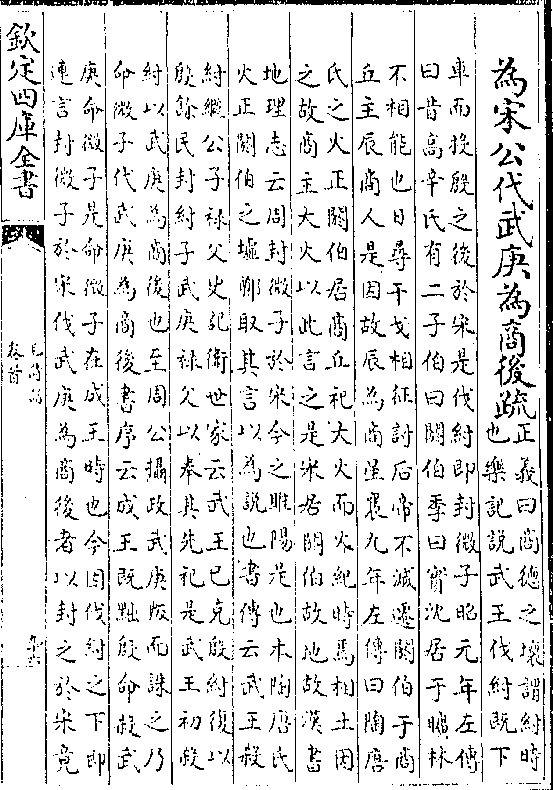 為宋公代武庚為商後疏
正義曰商德之壞謂紂時
也樂記說武王伐紂既下
車而投殷之後於宋是伐紂即封微子昭元年左傳
曰昔高辛氏有二子伯曰閼伯季曰實沈居于曠林
不相能也日尋干戈相征討后帝不臧遷閼伯于商
丘主辰商人是因故辰為商星襄九年左傳曰陶唐
氏之火正閼伯居商丘祀大火而火紀時焉相土因
之故商主大火以此言之是宋居閼伯故地故漢書
地理志云周封微子於宋今之睢陽是也本陶唐氏
火正閼伯之墟鄭取其言以為說也書傳云武王殺
紂繼公子祿父史記衛世家云武王已克殷紂復以
殷餘民封紂子武庚祿父以奉其先祀是武王初殺
紂以武庚為商後也至周公攝政武庚叛而誅之乃
命微子代武庚為商後書序云成王既黜殷命殺武
庚命微子是命微子在成王時也今因伐紂之下即
連言封微子於宋代武庚為商後者以封之於宋竟
欽定四庫全書
卷首